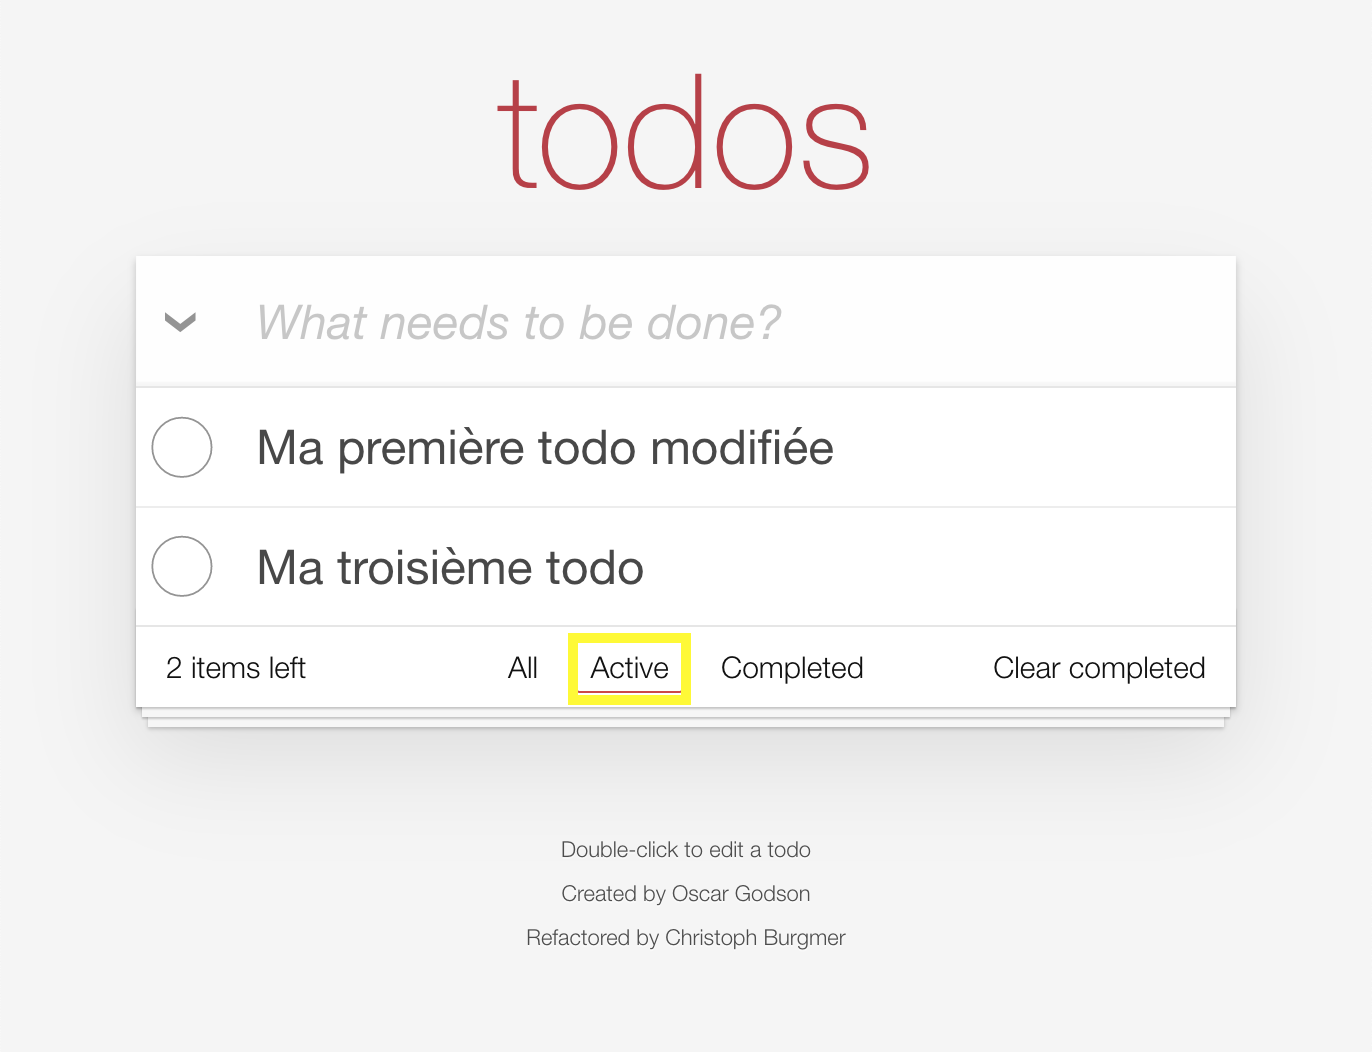 todos
What needs to be done?
Ma première todo modifiée
Ma troisième todo
2 items left All Active Completed Clear completed
Double-click to edit a todo
Created by Oscar Godson
Refactored by Christoph Burgmer